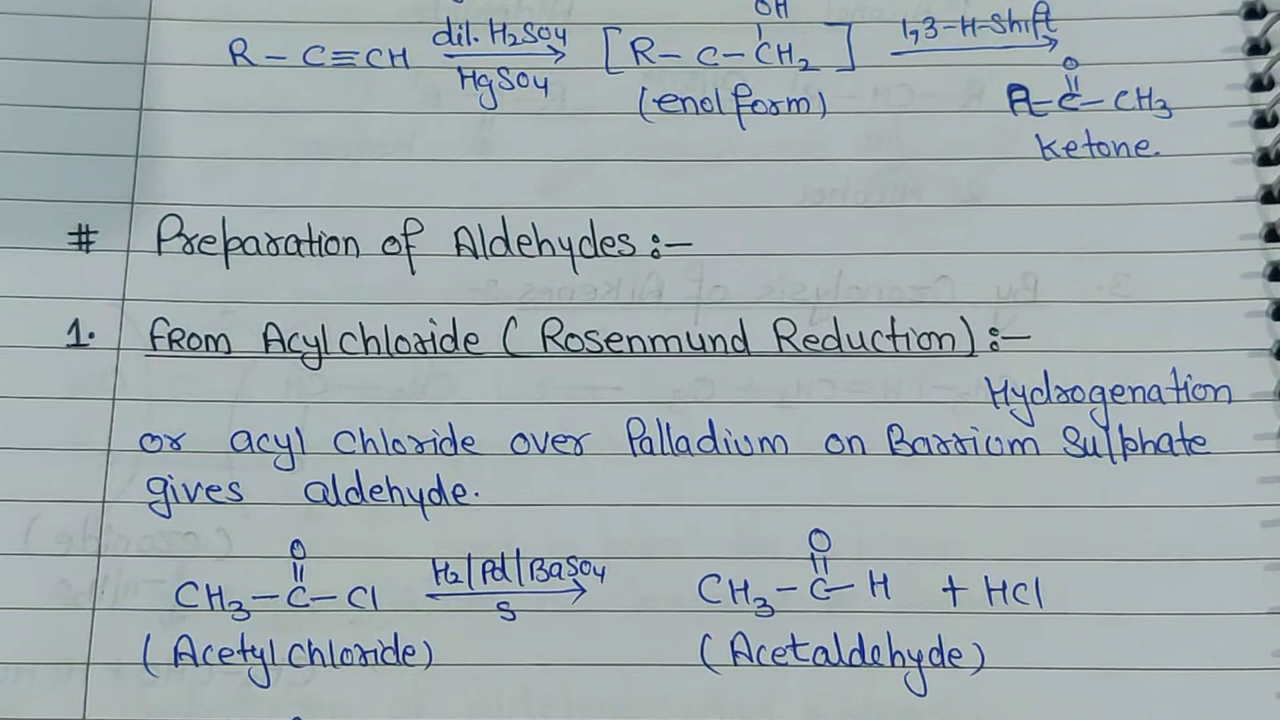 OH
R – C≡CH dil. H2SO4 → HgSO4 [R – C – CH2] 1,3-H-Shift →
(enol form)
O
R – C – CH3
Ketone.
# Preparation of Aldehydes :–
1. FROM Acylchloride ( Rosenmund Reduction) :–
Hydrogenation
or acyl chloride over Palladium on Barrium Sulphate
gives aldehyde.
O O
CH3 – C – Cl H2/Pd/BaSO4 → S CH3 – C – H + HCl
( Acetyl chloride) ( Acetaldehyde)